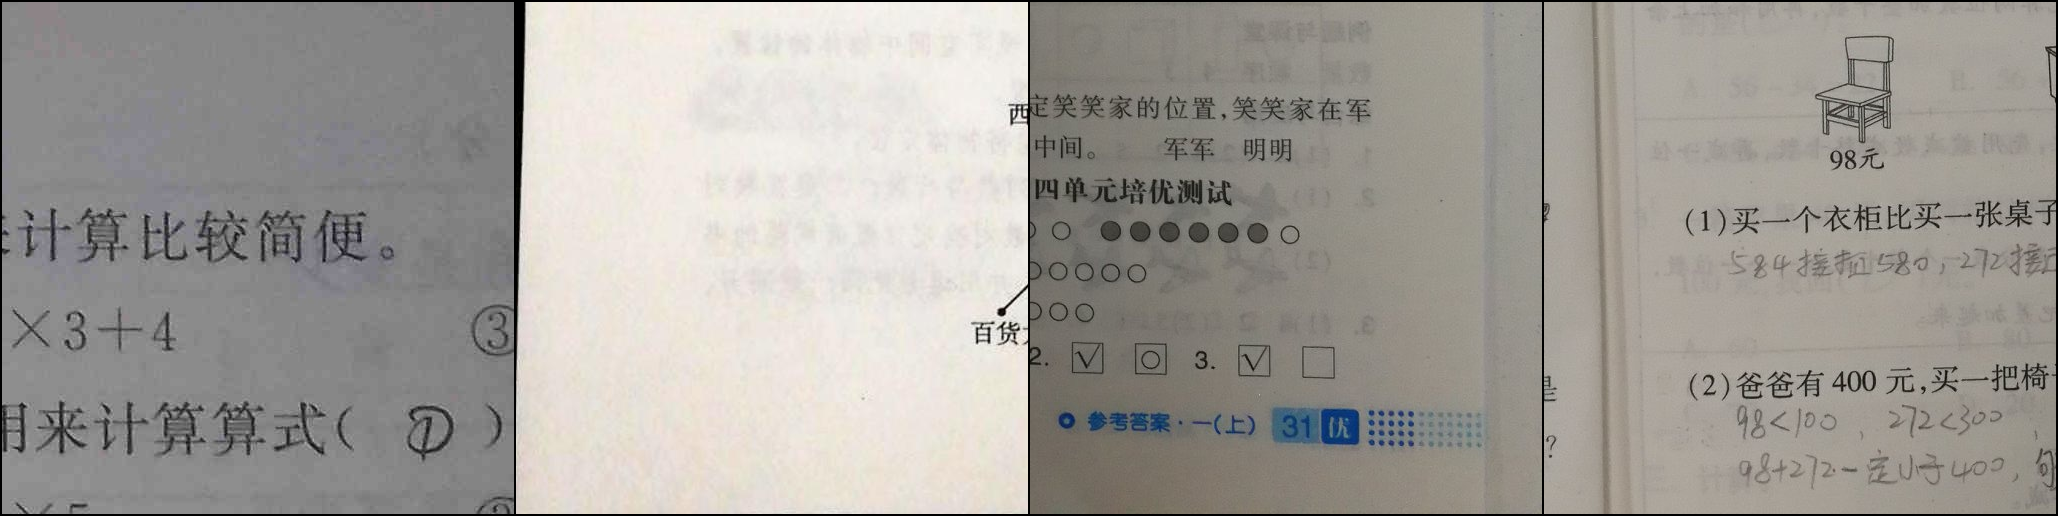 计算比较简便。
×3+4 ③
用来计算算式( ① )
×5
西
百货
定笑笑家的位置,笑笑家在军
中间。 军军 明明
四单元培优测试
○ ●●●●●●○
○○○○○
○○○
2. √ ○ 3. √ □
参考答案·一(上) 31 优
98元
(1)买一个衣柜比买一张桌子
584接近580,272接近
(2)爸爸有400元,买一把椅
98<100,272<300,
98+272一定小于400,
?